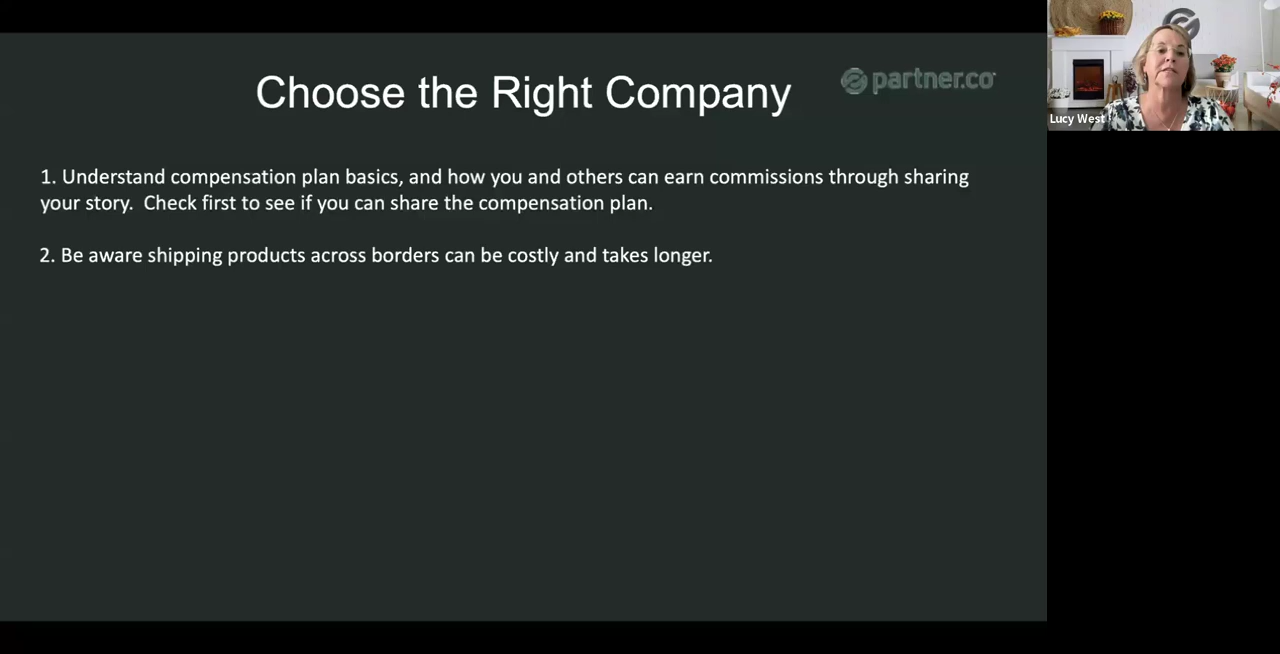 Choose the Right Company
partner.co
Lucy West
1. Understand compensation plan basics, and how you and others can earn commissions through sharing
your story.  Check first to see if you can share the compensation plan.
2. Be aware shipping products across borders can be costly and takes longer.